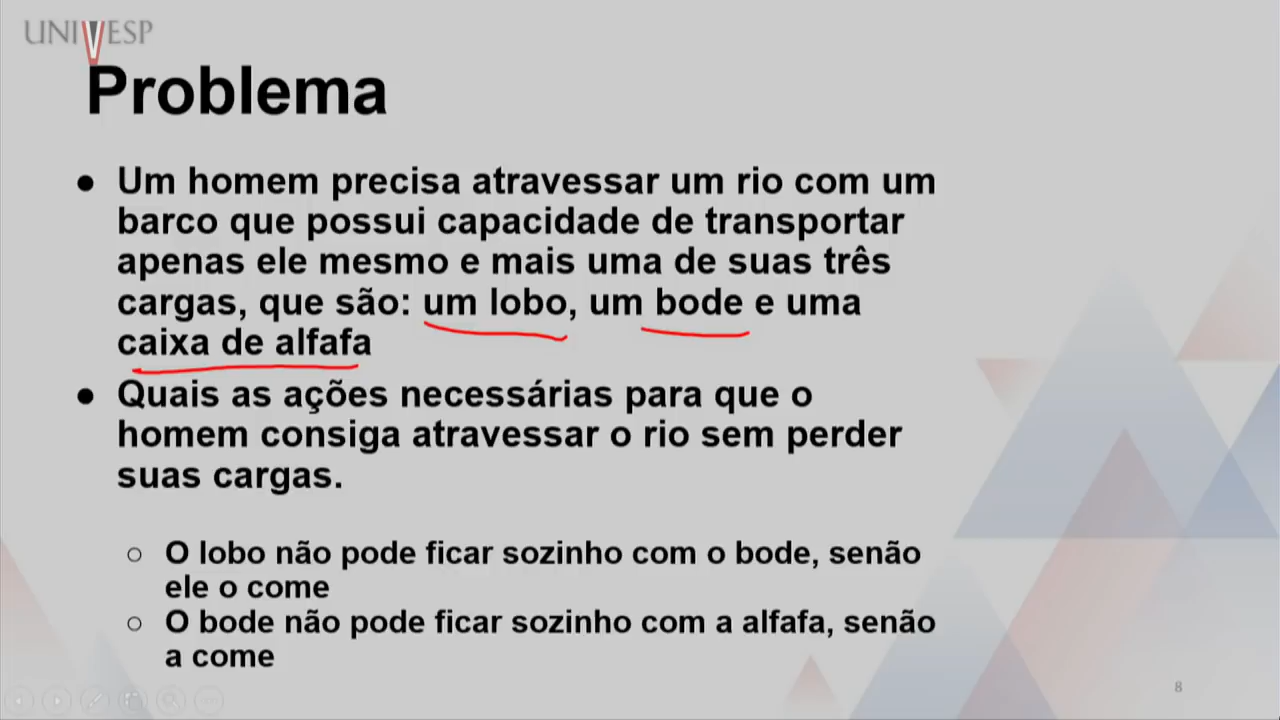 UNIVESP
Problema
● Um homem precisa atravessar um rio com um
barco que possui capacidade de transportar
apenas ele mesmo e mais uma de suas três
cargas, que são: um lobo, um bode e uma
caixa de alfafa
● Quais as ações necessárias para que o
homem consiga atravessar o rio sem perder
suas cargas.
○ O lobo não pode ficar sozinho com o bode, senão
ele o come
○ O bode não pode ficar sozinho com a alfafa, senão
a come
8